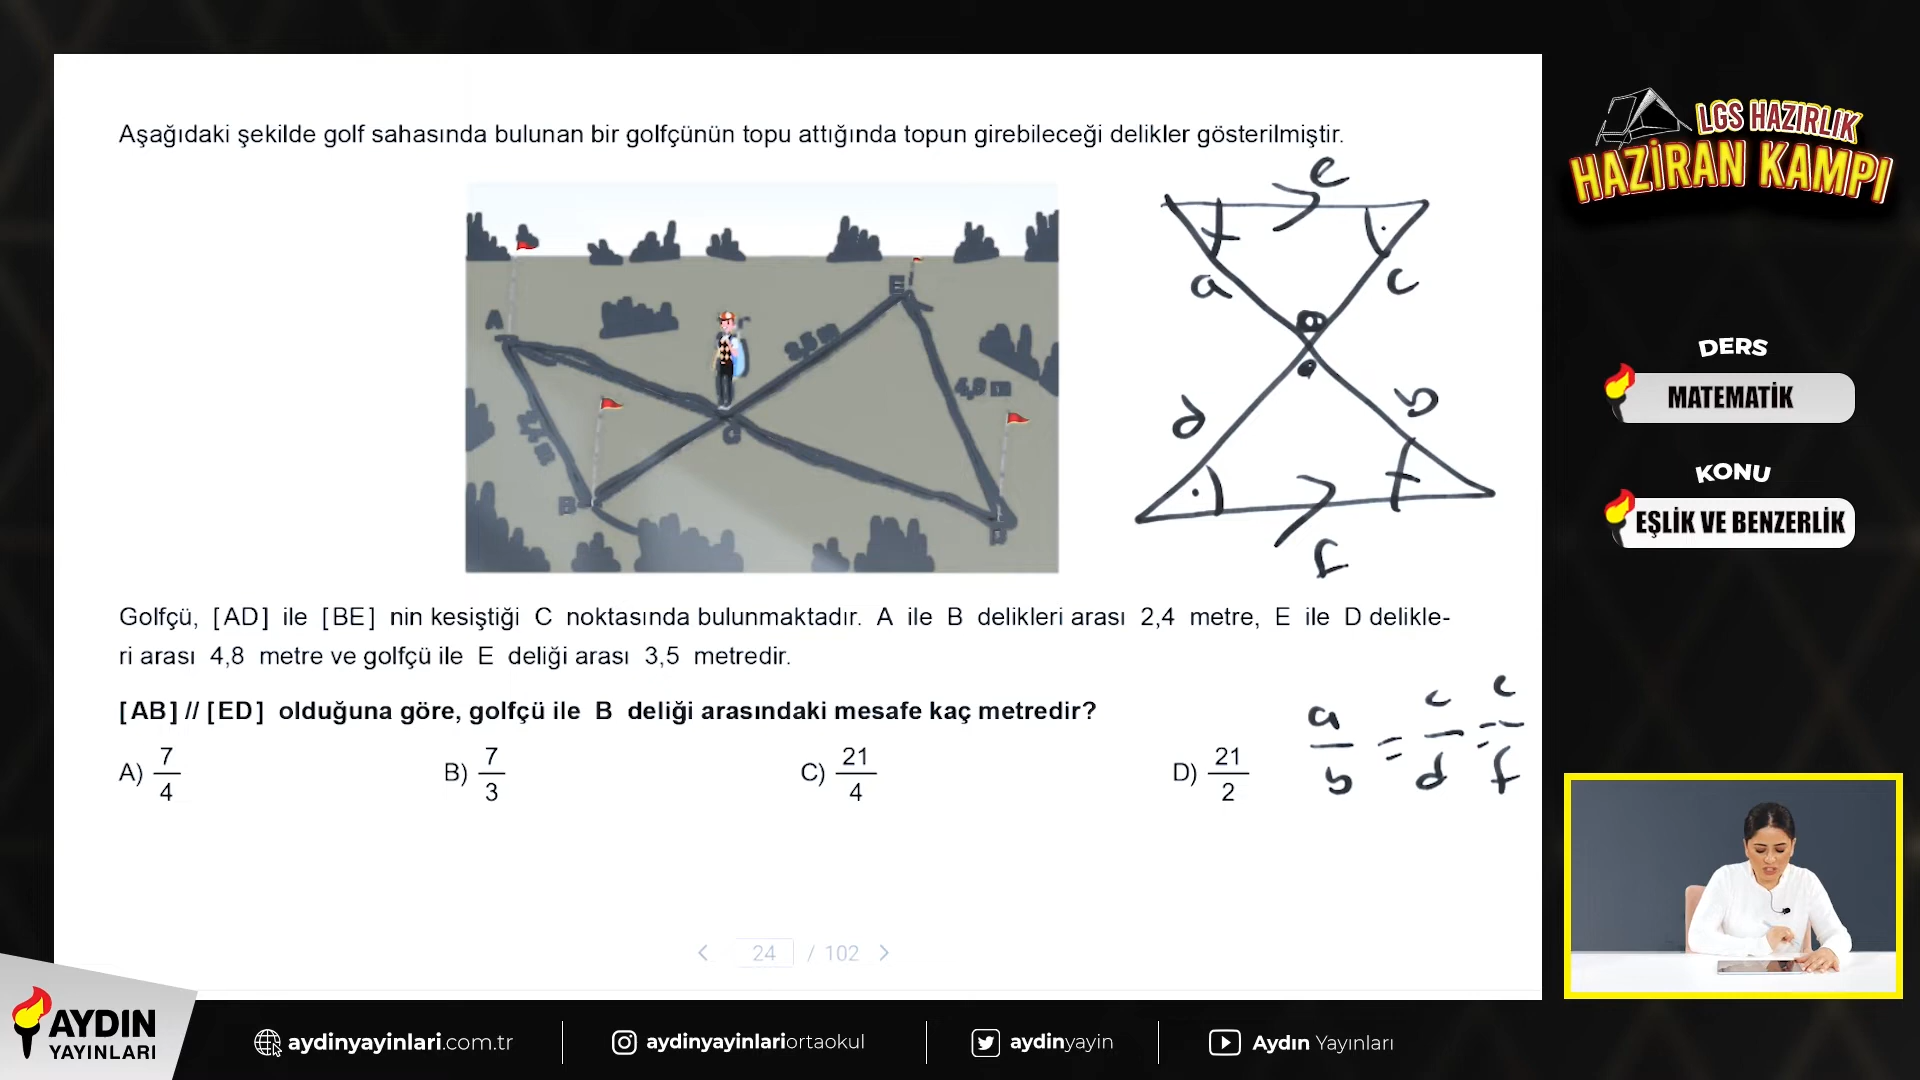 LGS HAZIRLIK
HAZİRAN KAMPI
Aşağıdaki şekilde golf sahasında bulunan bir golfçünün topu attığında topun girebileceği delikler gösterilmiştir.
e
a
c
d
b
f
A
E
3,5 m
4,8 m
C
B
D
DERS
MATEMATİK
KONU
EŞLİK VE BENZERLİK
Golfçü, [AD] ile [BE] nin kesiştiği C noktasında bulunmaktadır. A ile B delikleri arası 2,4 metre, E ile D delikle-
ri arası 4,8 metre ve golfçü ile E deliği arası 3,5 metredir.
[AB] // [ED] olduğuna göre, golfçü ile B deliği arasındaki mesafe kaç metredir?
A) 7/4 B) 7/3 C) 21/4 D) 21/2
a/b = c/d = e/f
24 / 102
AYDIN
YAYINLARI
aydinyayinlari.com.tr
aydinyayinlariortaokul
aydinyayin
Aydın Yayınları